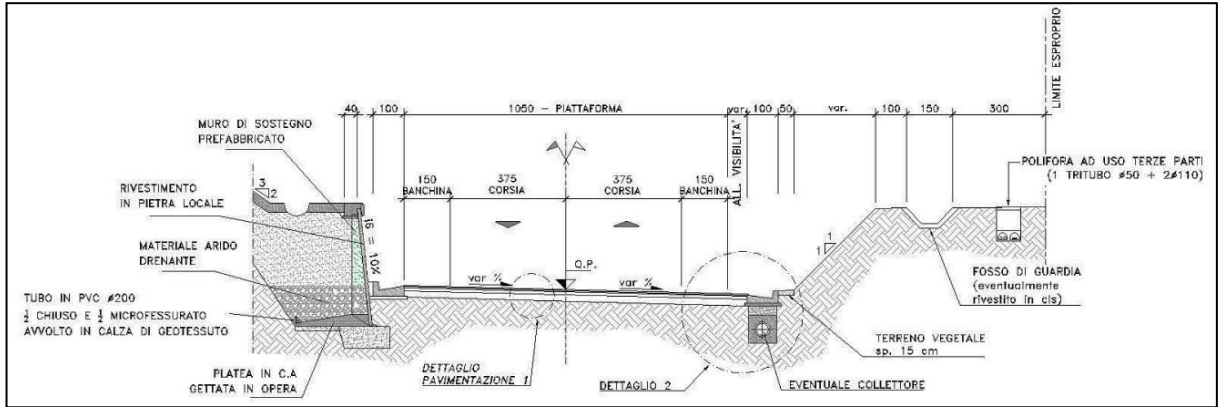 LIMITE ESPROPRIO
40 100 1050 - PIATTAFORMA var. 100 50 var. 100 150 300
MURO DI SOSTEGNO
PREFABBRICATO
ALL. VISIBILITA'
POLIFORA AD USO TERZE PARTI
(1 TRITUBO ø50 + 2ø110)
150 375 375 150
BANCHINA CORSIA CORSIA BANCHINA
3
2
RIVESTIMENTO
IN PIETRA LOCALE
= 10%
1
1
MATERIALE ARIDO
DRENANTE
Q.P.
var % var %
FOSSO DI GUARDIA
(eventualmente
rivestito in cls)
TUBO IN PVC ø200
½ CHIUSO E ½ MICROFESSURATO
AVVOLTO IN CALZA DI GEOTESSUTO
TERRENO VEGETALE
sp. 15 cm
PLATEA IN C.A
GETTATA IN OPERA
DETTAGLIO
PAVIMENTAZIONE 1
DETTAGLIO 2
EVENTUALE COLLETTORE